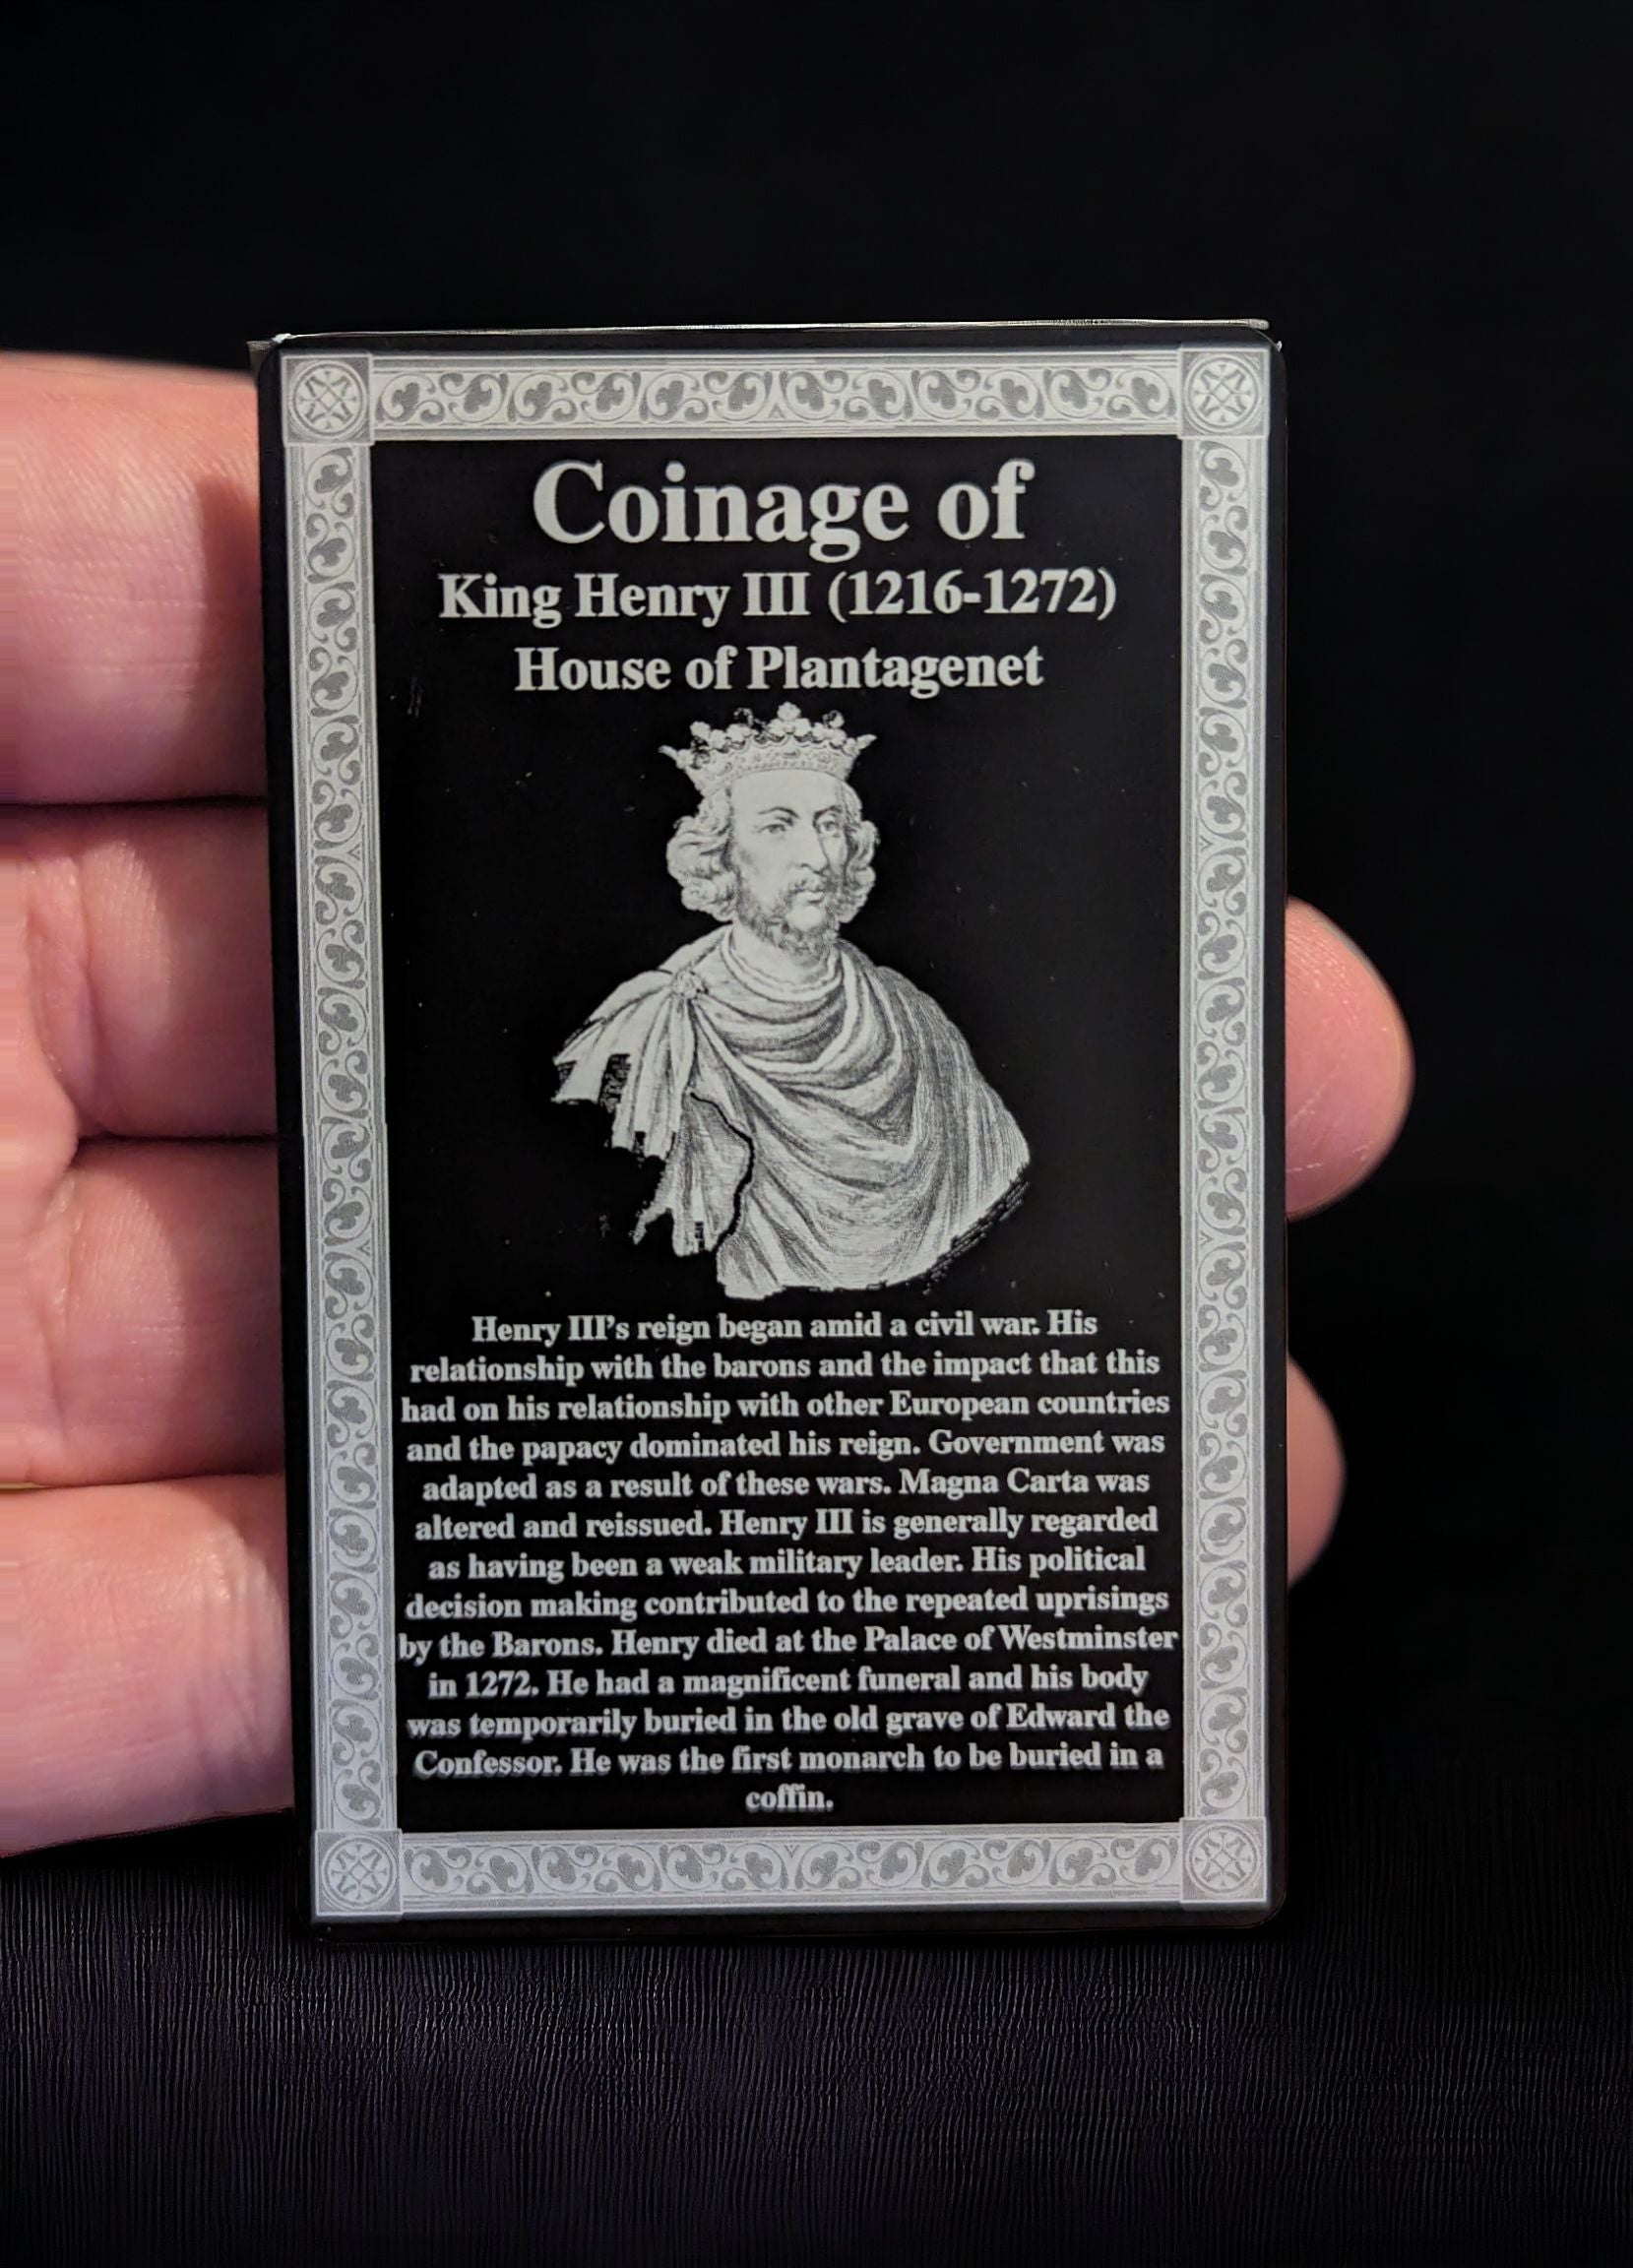 Coinage of
King Henry III (1216-1272)
House of Plantagenet
Henry III's reign began amid a civil war. His
relationship with the barons and the impact that this
had on his relationship with other European countries
and the papacy dominated his reign. Government was
adapted as a result of these wars. Magna Carta was
altered and reissued. Henry III is generally regarded
as having been a weak military leader. His political
decision making contributed to the repeated uprisings
by the Barons. Henry died at the Palace of Westminster
in 1272. He had a magnificent funeral and his body
was temporarily buried in the old grave of Edward the
Confessor. He was the first monarch to be buried in a
coffin.